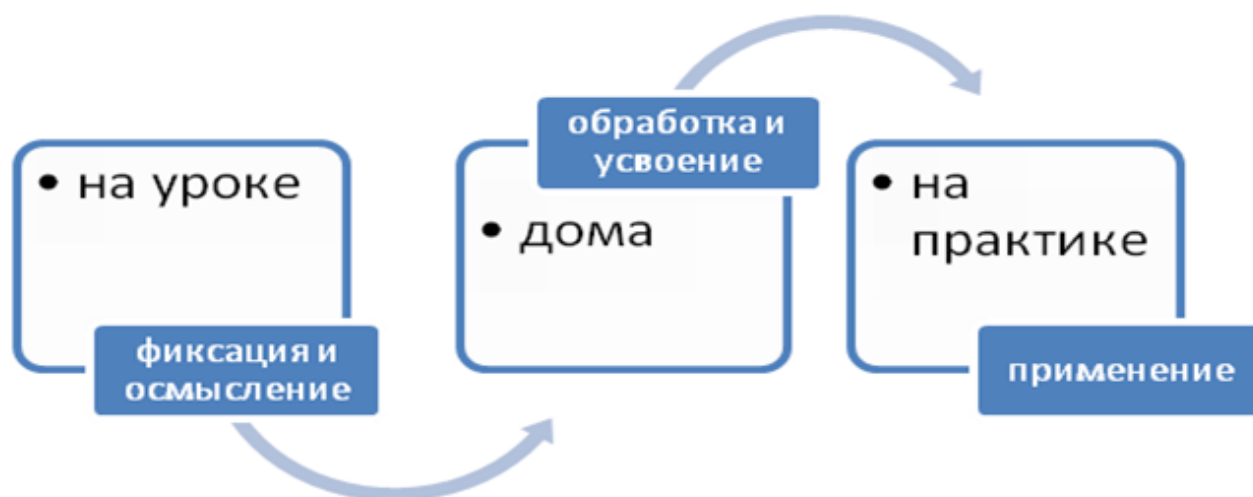 • на уроке
фиксация и
осмысление
обработка и
усвоение
• дома
• на
практике
применение